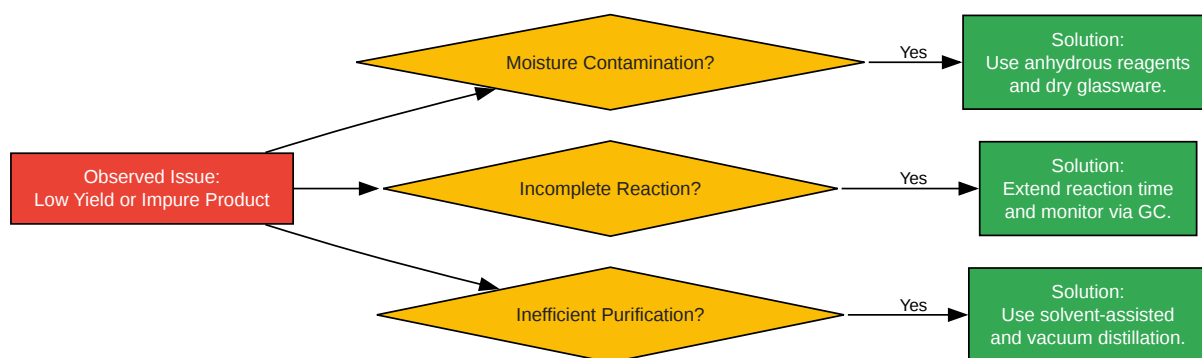 Moisture Contamination?
Yes
Solution:
Use anhydrous reagents
and dry glassware.
Observed Issue:
Low Yield or Impure Product
Incomplete Reaction?
Yes
Solution:
Extend reaction time
and monitor via GC.
Inefficient Purification?
Yes
Solution:
Use solvent-assisted
and vacuum distillation.